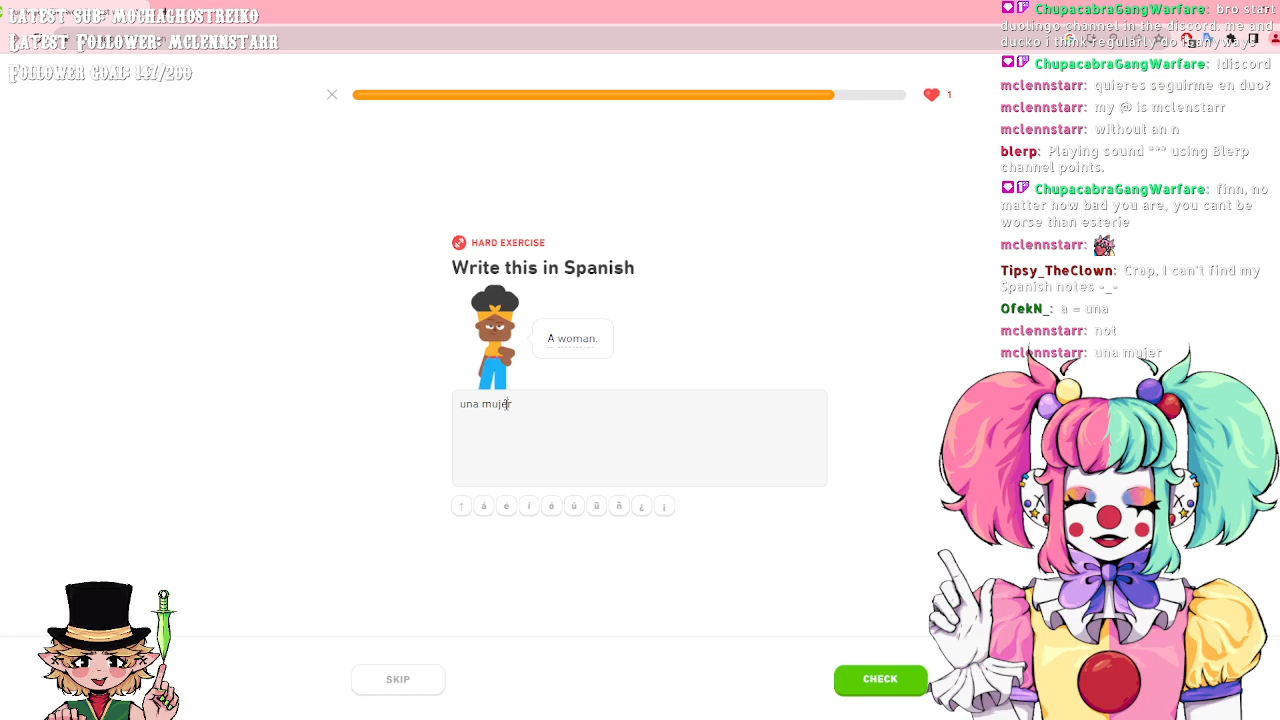 LATEST SUB: MOCHAGHOSTREIKO
LATEST FOLLOWER: MCLENNSTARR
FOLLOWER GOAL: 147/200
1
HARD EXERCISE
Write this in Spanish
A woman.
una mujer
↑ á é í ó ú ü ñ ¿ ¡
SKIP
CHECK
ChupacabraGangWarfare: bro start
duolingo channel in the discord. me and
ducko i think regularly do it anyways
ChupacabraGangWarfare: !discord
mclennstarr: quieres seguirme en duo?
mclennstarr: my @ is mclenstarr
mclennstarr: without an n
blerp: Playing sound *** using Blerp
channel points.
ChupacabraGangWarfare: finn, no
matter how bad you are, you cant be
worse than esterie
mclennstarr:
Tipsy_TheClown: Crap, I can't find my
Spanish notes -_-
OfekN_: a = una
mclennstarr: not
mclennstarr: una mujer